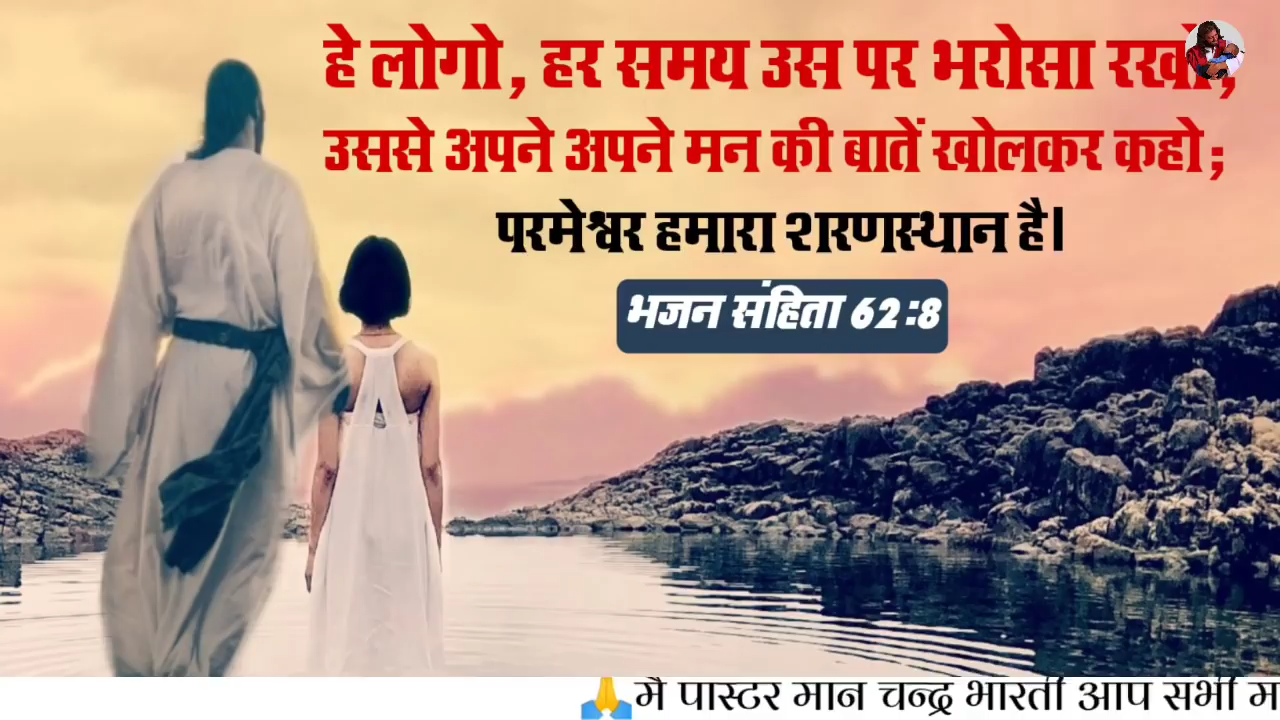 हे लोगो, हर समय उस पर भरोसा रखो,
उससे अपने अपने मन की बातें खोलकर कहो;
परमेश्वर हमारा शरणस्थान है।
भजन संहिता 62:8
🙏मै पास्टर मान चन्द्र भारती आप सभी